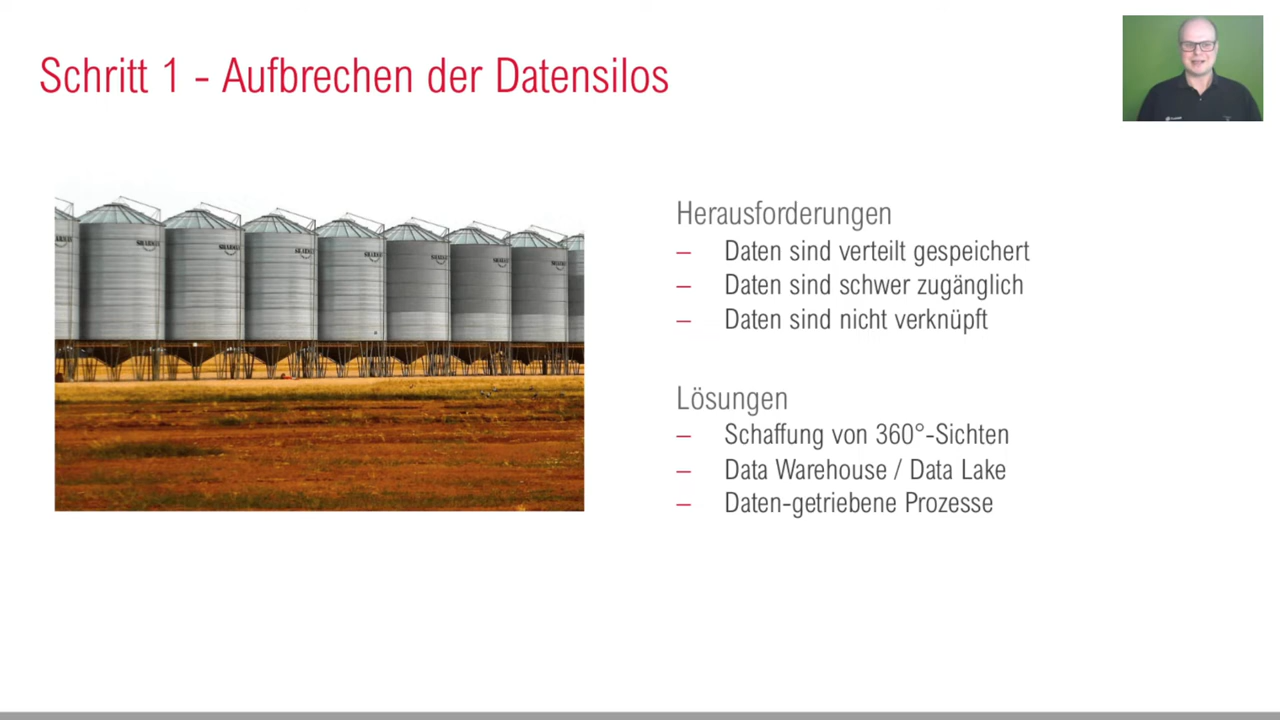 Schritt 1 - Aufbrechen der Datensilos
Herausforderungen
– Daten sind verteilt gespeichert
– Daten sind schwer zugänglich
– Daten sind nicht verknüpft
Lösungen
– Schaffung von 360°-Sichten
– Data Warehouse / Data Lake
– Daten-getriebene Prozesse